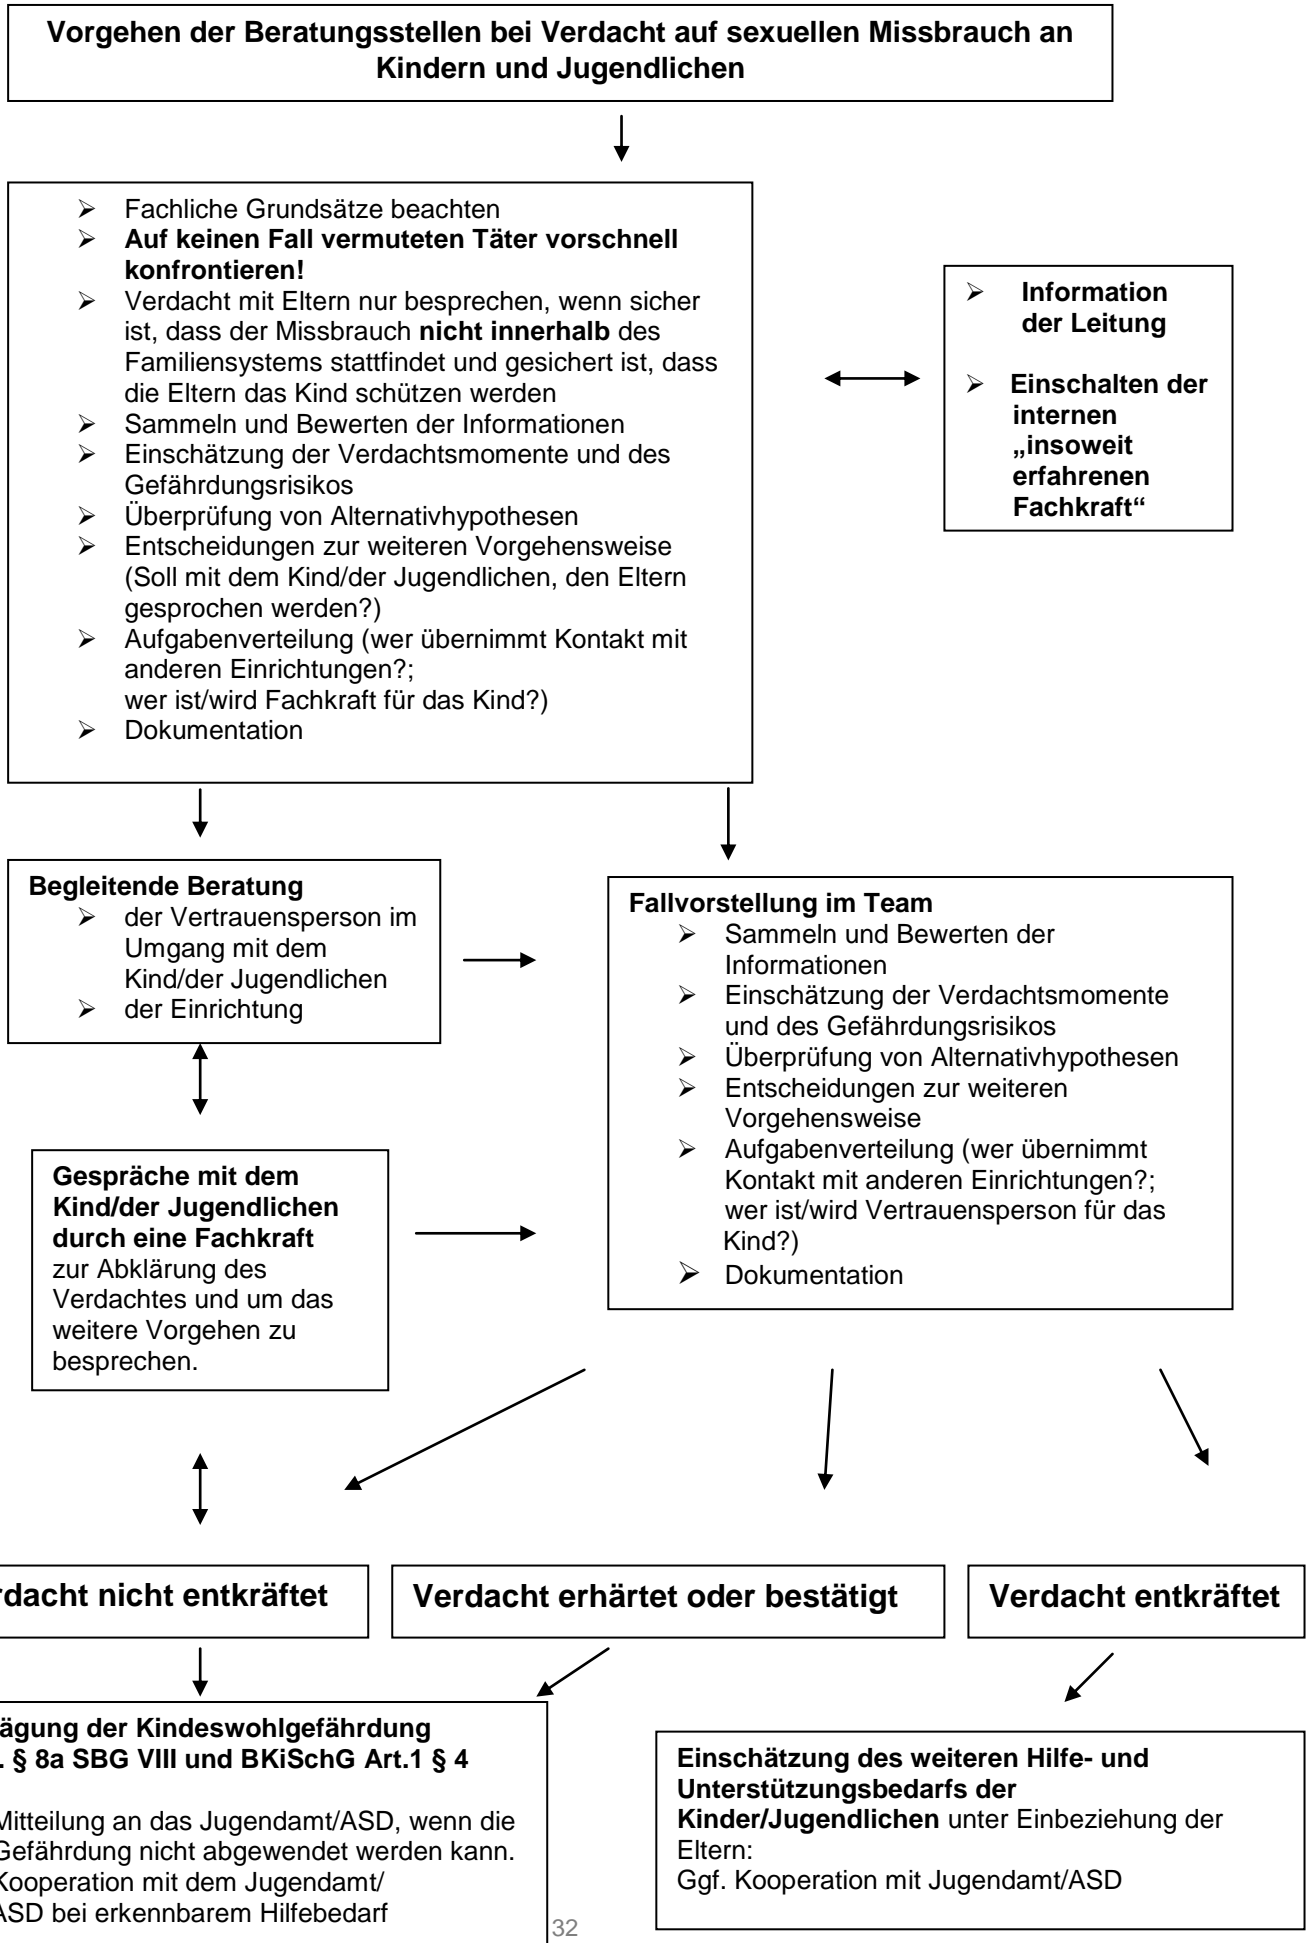 Vorgehen der Beratungsstellen bei Verdacht auf sexuellen Missbrauch an
Kindern und Jugendlichen
➢ Fachliche Grundsätze beachten
➢ Auf keinen Fall vermuteten Täter vorschnell
konfrontieren!
➢ Verdacht mit Eltern nur besprechen, wenn sicher
ist, dass der Missbrauch nicht innerhalb des
Familiensystems stattfindet und gesichert ist, dass
die Eltern das Kind schützen werden
➢ Sammeln und Bewerten der Informationen
➢ Einschätzung der Verdachtsmomente und des
Gefährdungsrisikos
➢ Überprüfung von Alternativhypothesen
➢ Entscheidungen zur weiteren Vorgehensweise
(Soll mit dem Kind/der Jugendlichen, den Eltern
gesprochen werden?)
➢ Aufgabenverteilung (wer übernimmt Kontakt mit
anderen Einrichtungen?;
wer ist/wird Fachkraft für das Kind?)
➢ Dokumentation
➢ Information
der Leitung
➢ Einschalten der
internen
„insoweit
erfahrenen
Fachkraft“
Begleitende Beratung
➢ der Vertrauensperson im
Umgang mit dem
Kind/der Jugendlichen
➢ der Einrichtung
Fallvorstellung im Team
➢ Sammeln und Bewerten der
Informationen
➢ Einschätzung der Verdachtsmomente
und des Gefährdungsrisikos
➢ Überprüfung von Alternativhypothesen
➢ Entscheidungen zur weiteren
Vorgehensweise
➢ Aufgabenverteilung (wer übernimmt
Kontakt mit anderen Einrichtungen?;
wer ist/wird Vertrauensperson für das
Kind?)
➢ Dokumentation
Gespräche mit dem
Kind/der Jugendlichen
durch eine Fachkraft
zur Abklärung des
Verdachtes und um das
weitere Vorgehen zu
besprechen.
rdacht nicht entkräftet
Verdacht erhärtet oder bestätigt
Verdacht entkräftet
ägung der Kindeswohlgefährdung
. § 8a SBG VIII und BKiSchG Art.1 § 4
Mitteilung an das Jugendamt/ASD, wenn die
Gefährdung nicht abgewendet werden kann.
Kooperation mit dem Jugendamt/
ASD bei erkennbarem Hilfebedarf
Einschätzung des weiteren Hilfe- und
Unterstützungsbedarfs der
Kinder/Jugendlichen unter Einbeziehung der
Eltern:
Ggf. Kooperation mit Jugendamt/ASD
32